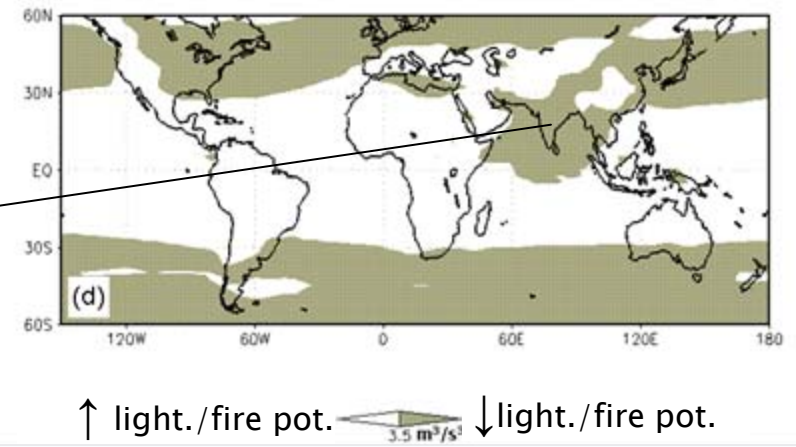 60N
30N
EQ
30S
60S
(d)
120W 60W 0 60E 120E 180
↑ light./fire pot. 3.5 m³/s³ ↓light./fire pot.